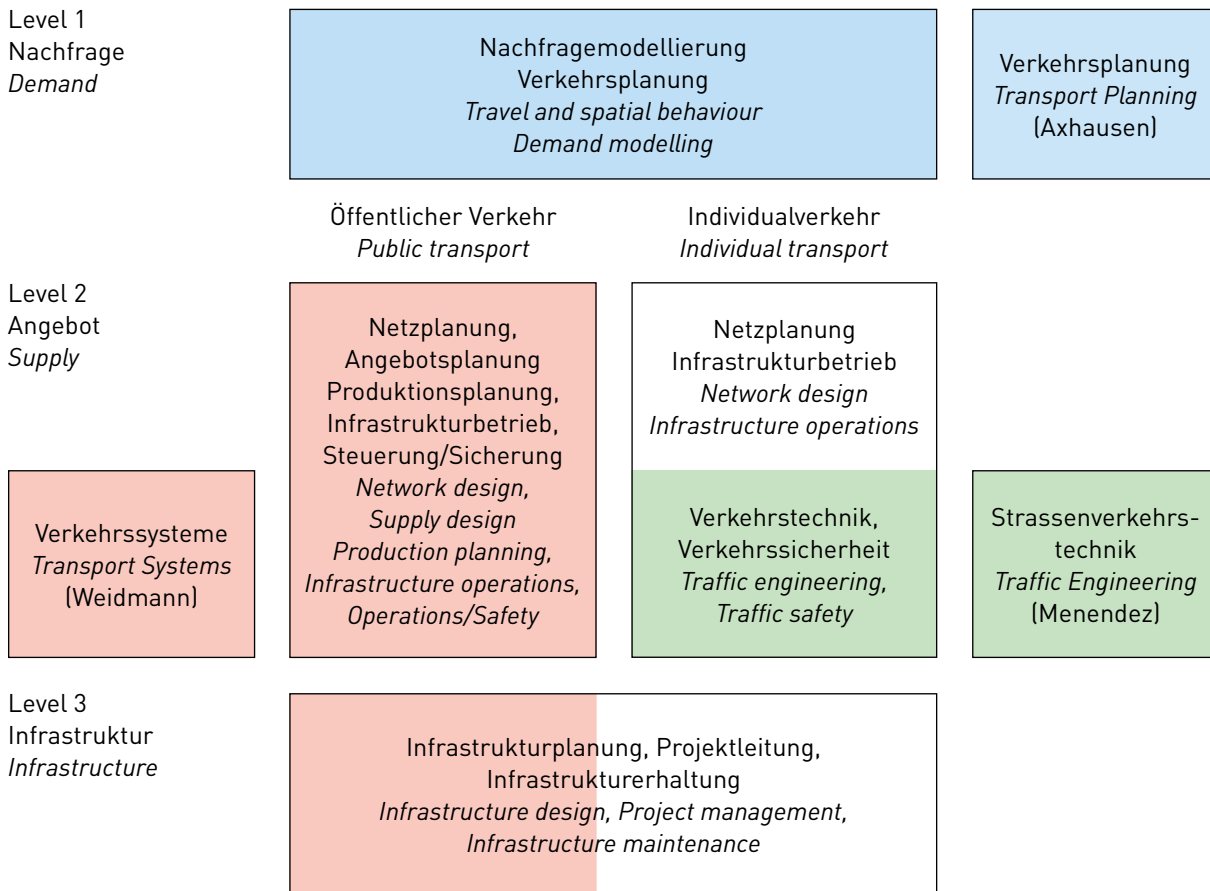 Level 1
Nachfrage
Demand
Nachfragemodellierung
Verkehrsplanung
Travel and spatial behaviour
Demand modelling
Verkehrsplanung
Transport Planning
(Axhausen)
Öffentlicher Verkehr
Public transport
Individualverkehr
Individual transport
Level 2
Angebot
Supply
Verkehrssysteme
Transport Systems
(Weidmann)
Netzplanung,
Angebotsplanung
Produktionsplanung,
Infrastrukturbetrieb,
Steuerung/Sicherung
Network design,
Supply design
Production planning,
Infrastructure operations,
Operations/Safety
Netzplanung
Infrastrukturbetrieb
Network design
Infrastructure operations
Verkehrstechnik,
Verkehrssicherheit
Traffic engineering,
Traffic safety
Strassenverkehrs-
technik
Traffic Engineering
(Menendez)
Level 3
Infrastruktur
Infrastructure
Infrastrukturplanung, Projektleitung,
Infrastrukturerhaltung
Infrastructure design, Project management,
Infrastructure maintenance